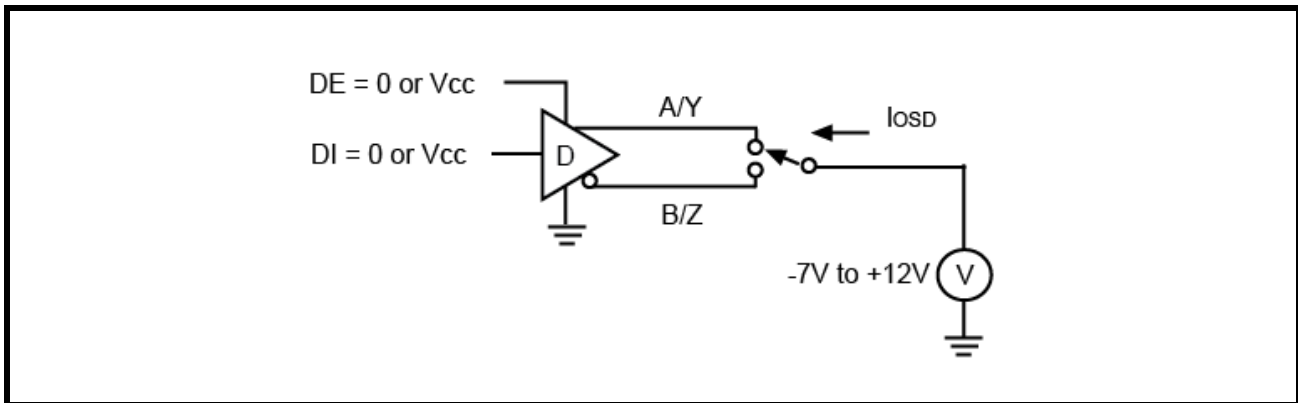 DE = 0 or Vcc
A/Y
IOSD
DI = 0 or Vcc
D
B/Z
-7V to +12V
V